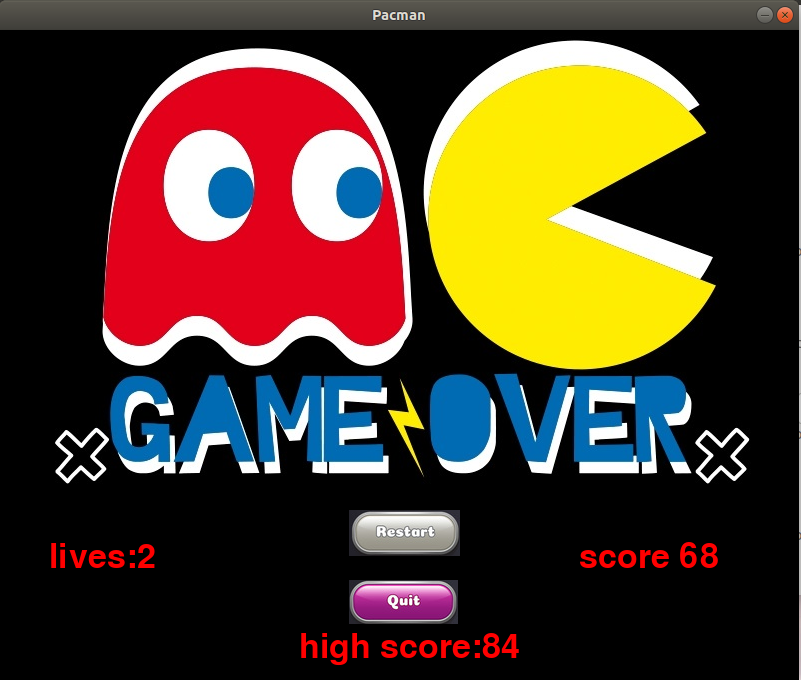 Pacman
GAME OVER
Restart
lives:2
score 68
Quit
high score:84